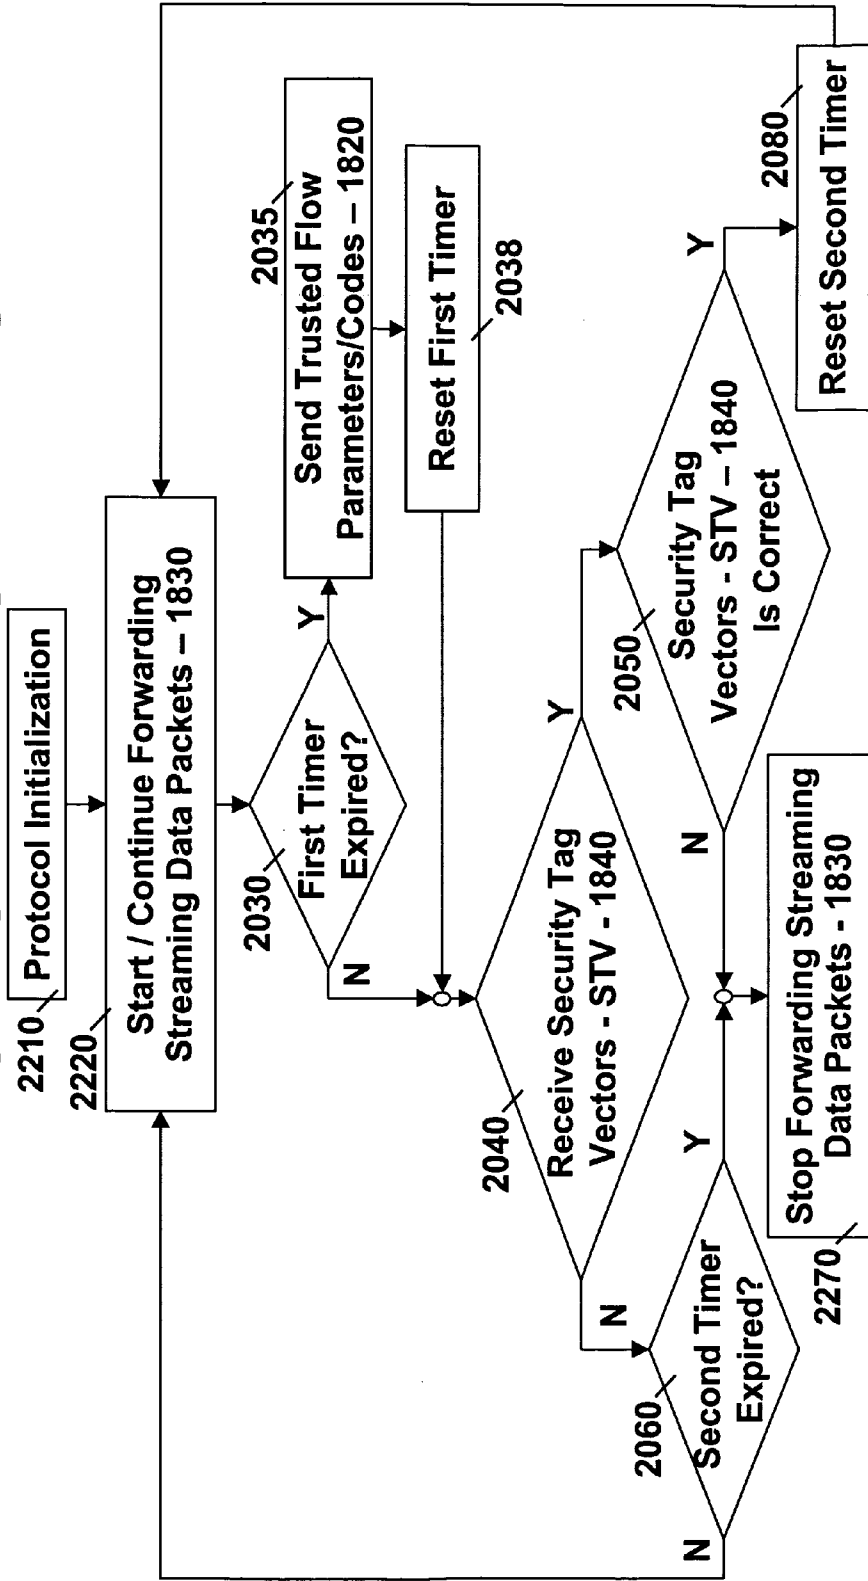 2210
Protocol Initialization
2220
Start / Continue Forwarding
Streaming Data Packets – 1830
2030
First Timer
Expired?
Y
N
2035
Send Trusted Flow
Parameters/Codes – 1820
Reset First Timer
2038
2040
Receive Security Tag
Vectors - STV - 1840
Y
N
2050
Security Tag
Vectors - STV – 1840
Is Correct
Y
N
2060
Second Timer
Expired?
Y
N
2080
Reset Second Timer
2270
Stop Forwarding Streaming
Data Packets - 1830